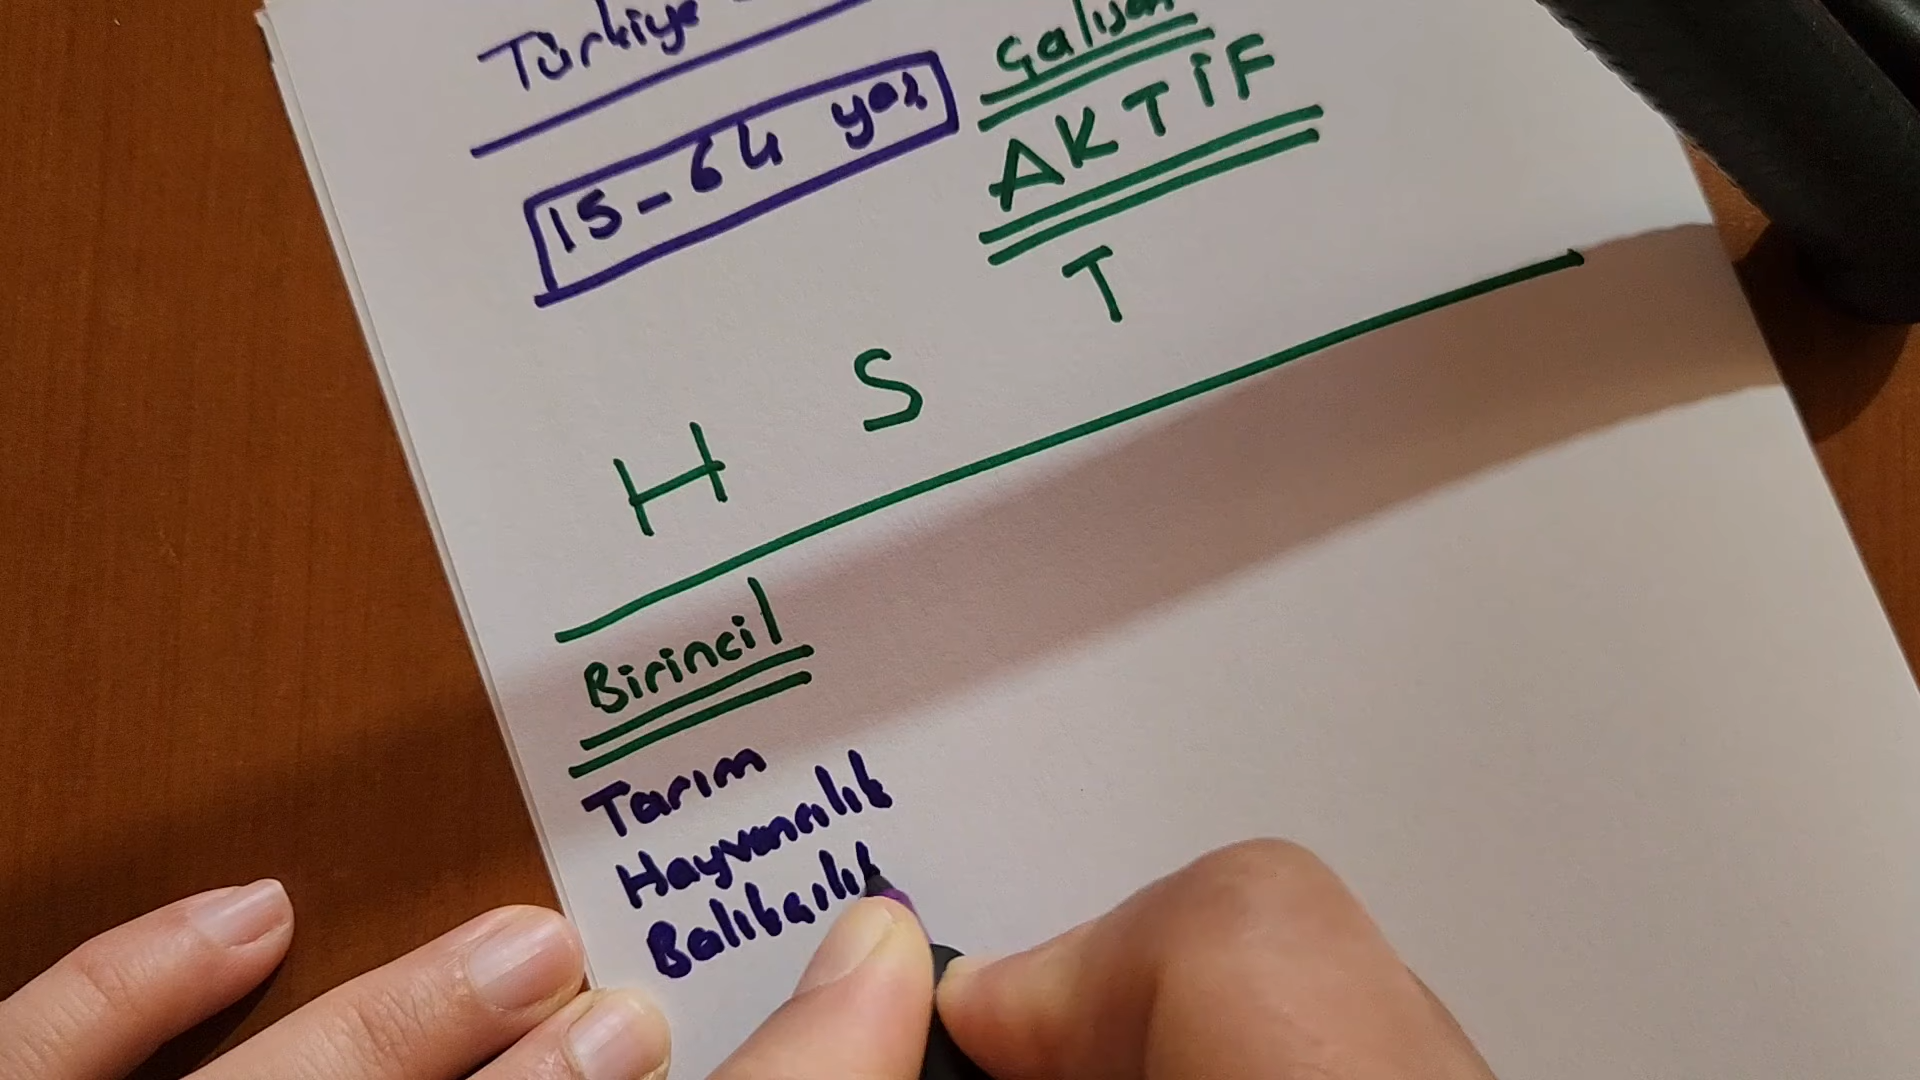 Türkiye
15-64 yaş
Çalışan
AKTİF
H S T
Birincil
Tarım
Hayvancılık
Balıkçılık